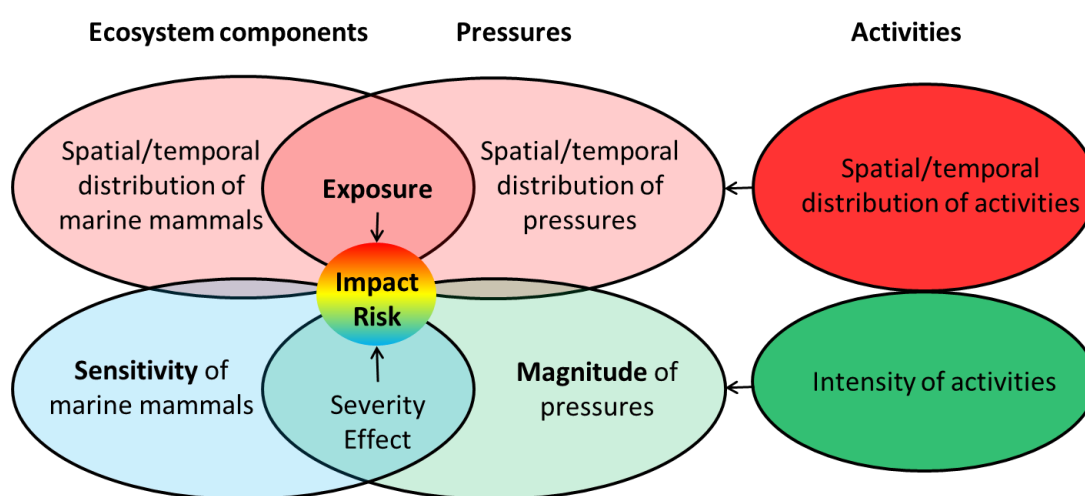 Ecosystem components
Pressures
Activities
Spatial/temporal
distribution of
marine mammals
Exposure
Spatial/temporal
distribution of
pressures
Spatial/temporal
distribution of activities
Impact
Risk
Sensitivity of
marine mammals
Severity
Effect
Magnitude of
pressures
Intensity of activities